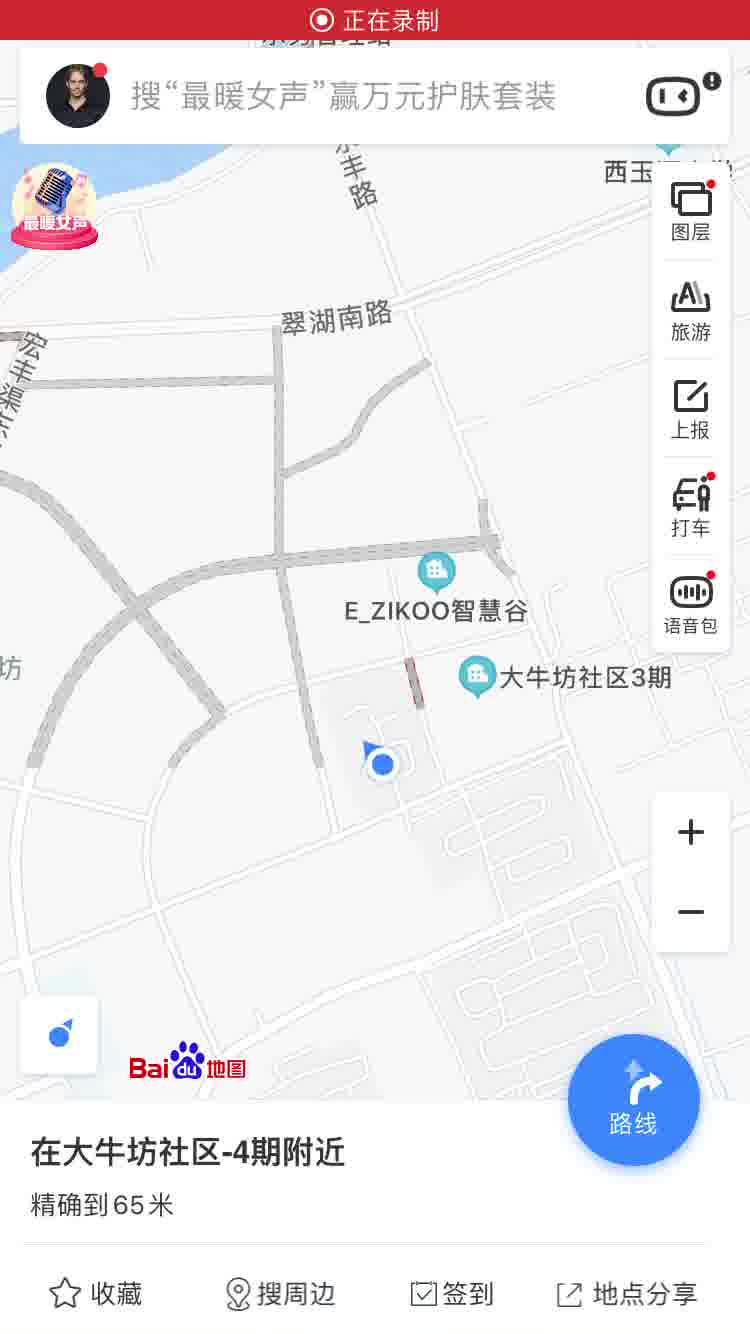 正在录制
搜“最暖女声”赢万元护肤套装
丰路
西玉
最暖女声
图层
旅游
上报
打车
语音包
翠湖南路
宏丰渠东
E_ZIKOO智慧谷
坊
大牛坊社区3期
+
−
Baidu地图
路线
在大牛坊社区-4期附近
精确到65米
收藏
搜周边
签到
地点分享